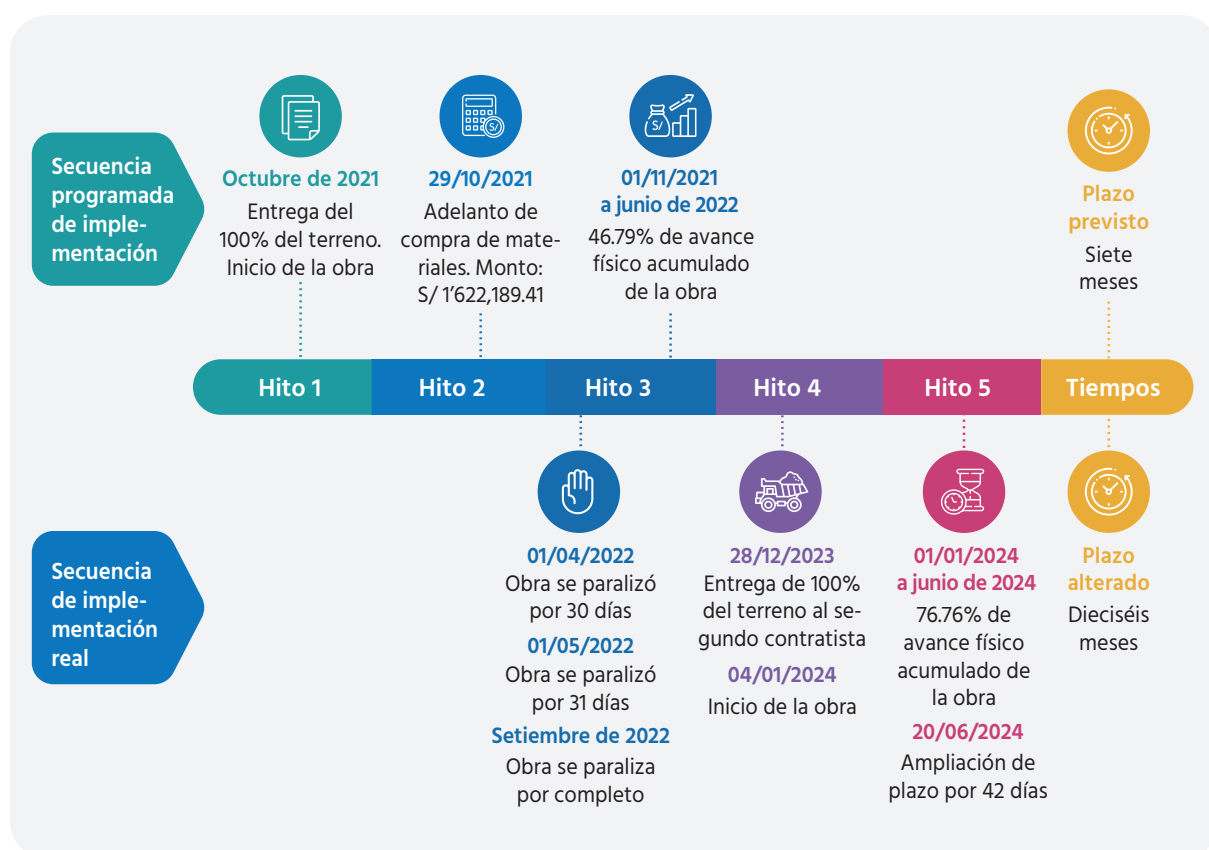 Secuencia
programada
de imple-
mentación
Octubre de 2021
Entrega del
100% del terreno.
Inicio de la obra
29/10/2021
Adelanto de
compra de mate-
riales. Monto:
S/ 1’622,189.41
S/
01/11/2021
a junio de 2022
46.79% de avance
físico acumulado
de la obra
S/
Plazo
previsto
Siete
meses
Hito 1
Hito 2
Hito 3
Hito 4
Hito 5
Tiempos
Secuencia
de imple-
mentación
real
01/04/2022
Obra se paralizó
por 30 días
01/05/2022
Obra se paralizó
por 31 días
Setiembre de 2022
Obra se paraliza
por completo
28/12/2023
Entrega de 100%
del terreno al se-
gundo contratista
04/01/2024
Inicio de la obra
01/01/2024
a junio de 2024
76.76% de
avance físico
acumulado de
la obra
20/06/2024
Ampliación de
plazo por 42 días
Plazo
alterado
Dieciséis
meses